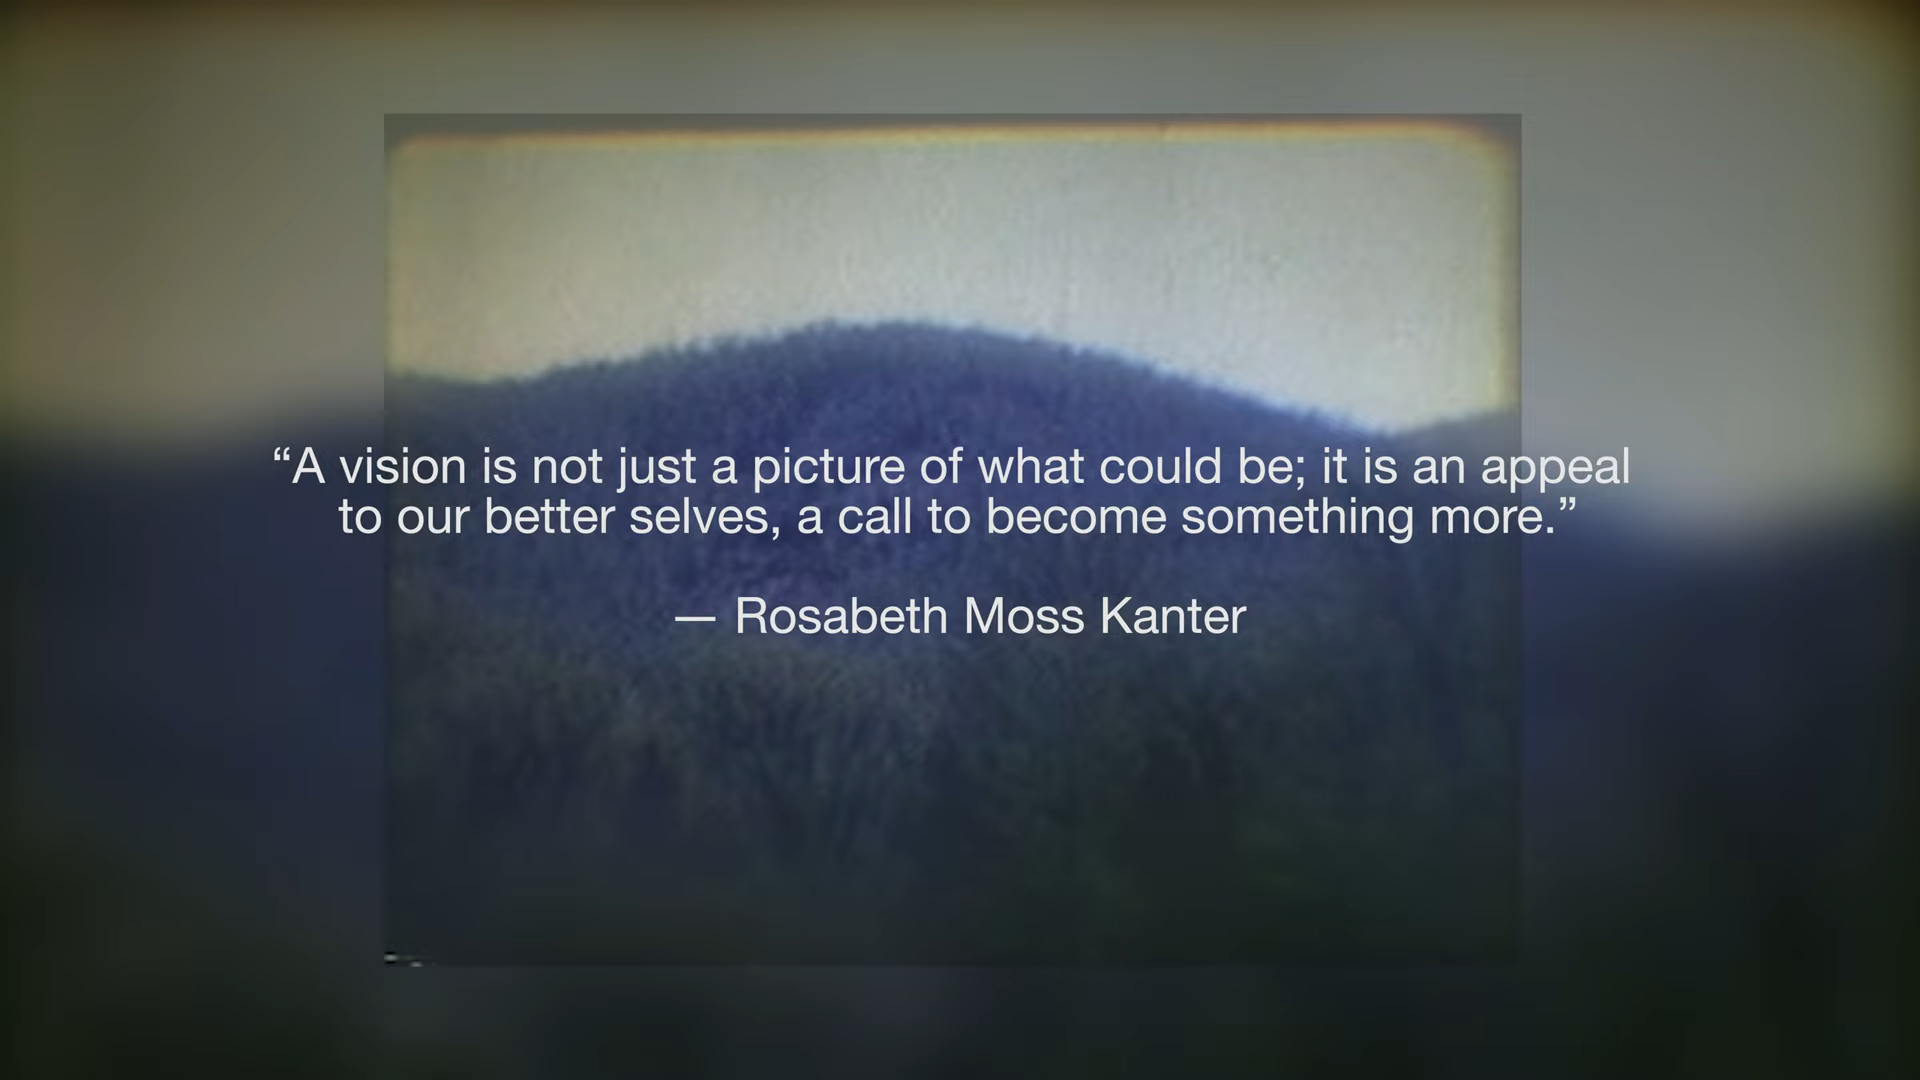 “A vision is not just a picture of what could be; it is an appeal
to our better selves, a call to become something more.”
— Rosabeth Moss Kanter